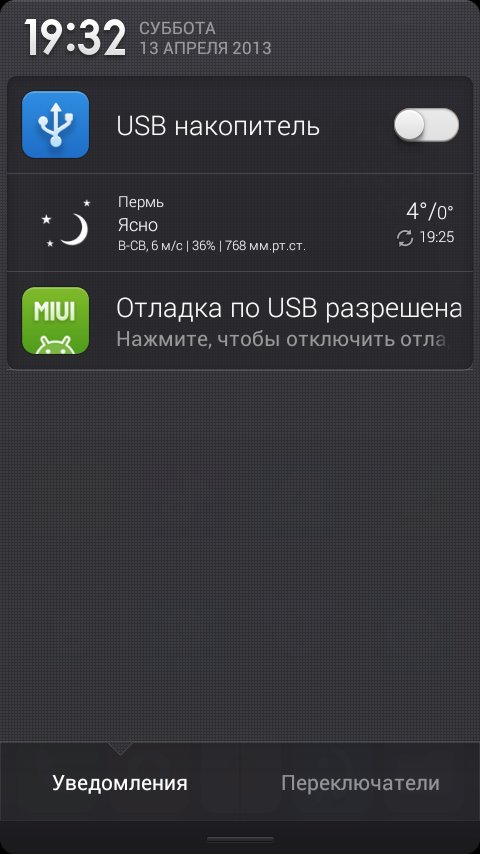 19:32
СУББОТА
13 АПРЕЛЯ 2013
USB накопитель
Пермь
Ясно
В-СВ, 6 м/с | 36% | 768 мм.рт.ст.
4°/0°
19:25
MIUI
Отладка по USB разрешена
Нажмите, чтобы отключить отла
Уведомления
Переключатели